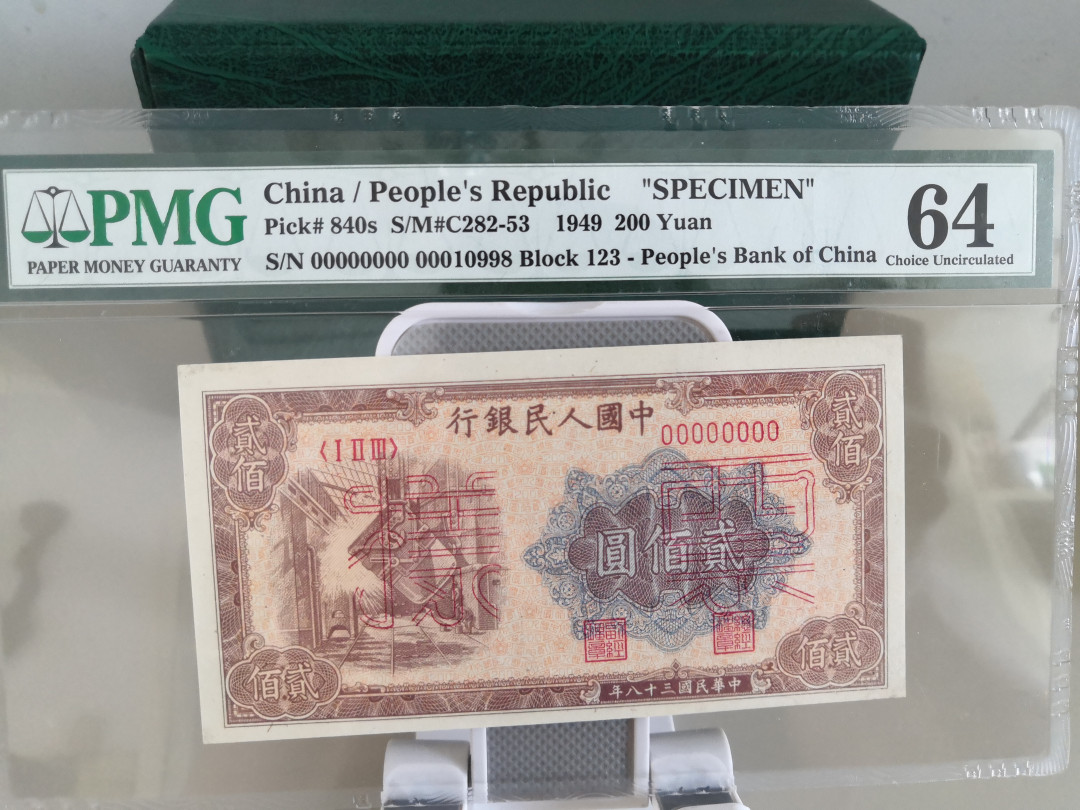 PMG
PAPER MONEY GUARANTY
China / People's Republic "SPECIMEN"
Pick# 840s S/M#C282-53 1949 200 Yuan
S/N 00000000 00010998 Block 123 - People's Bank of China
64
Choice Uncirculated
行銀民人國中
貳佰
貳佰
〈ⅠⅡⅢ〉
00000000
圓佰貳
佰貳
佰貳
年八十三國民華中